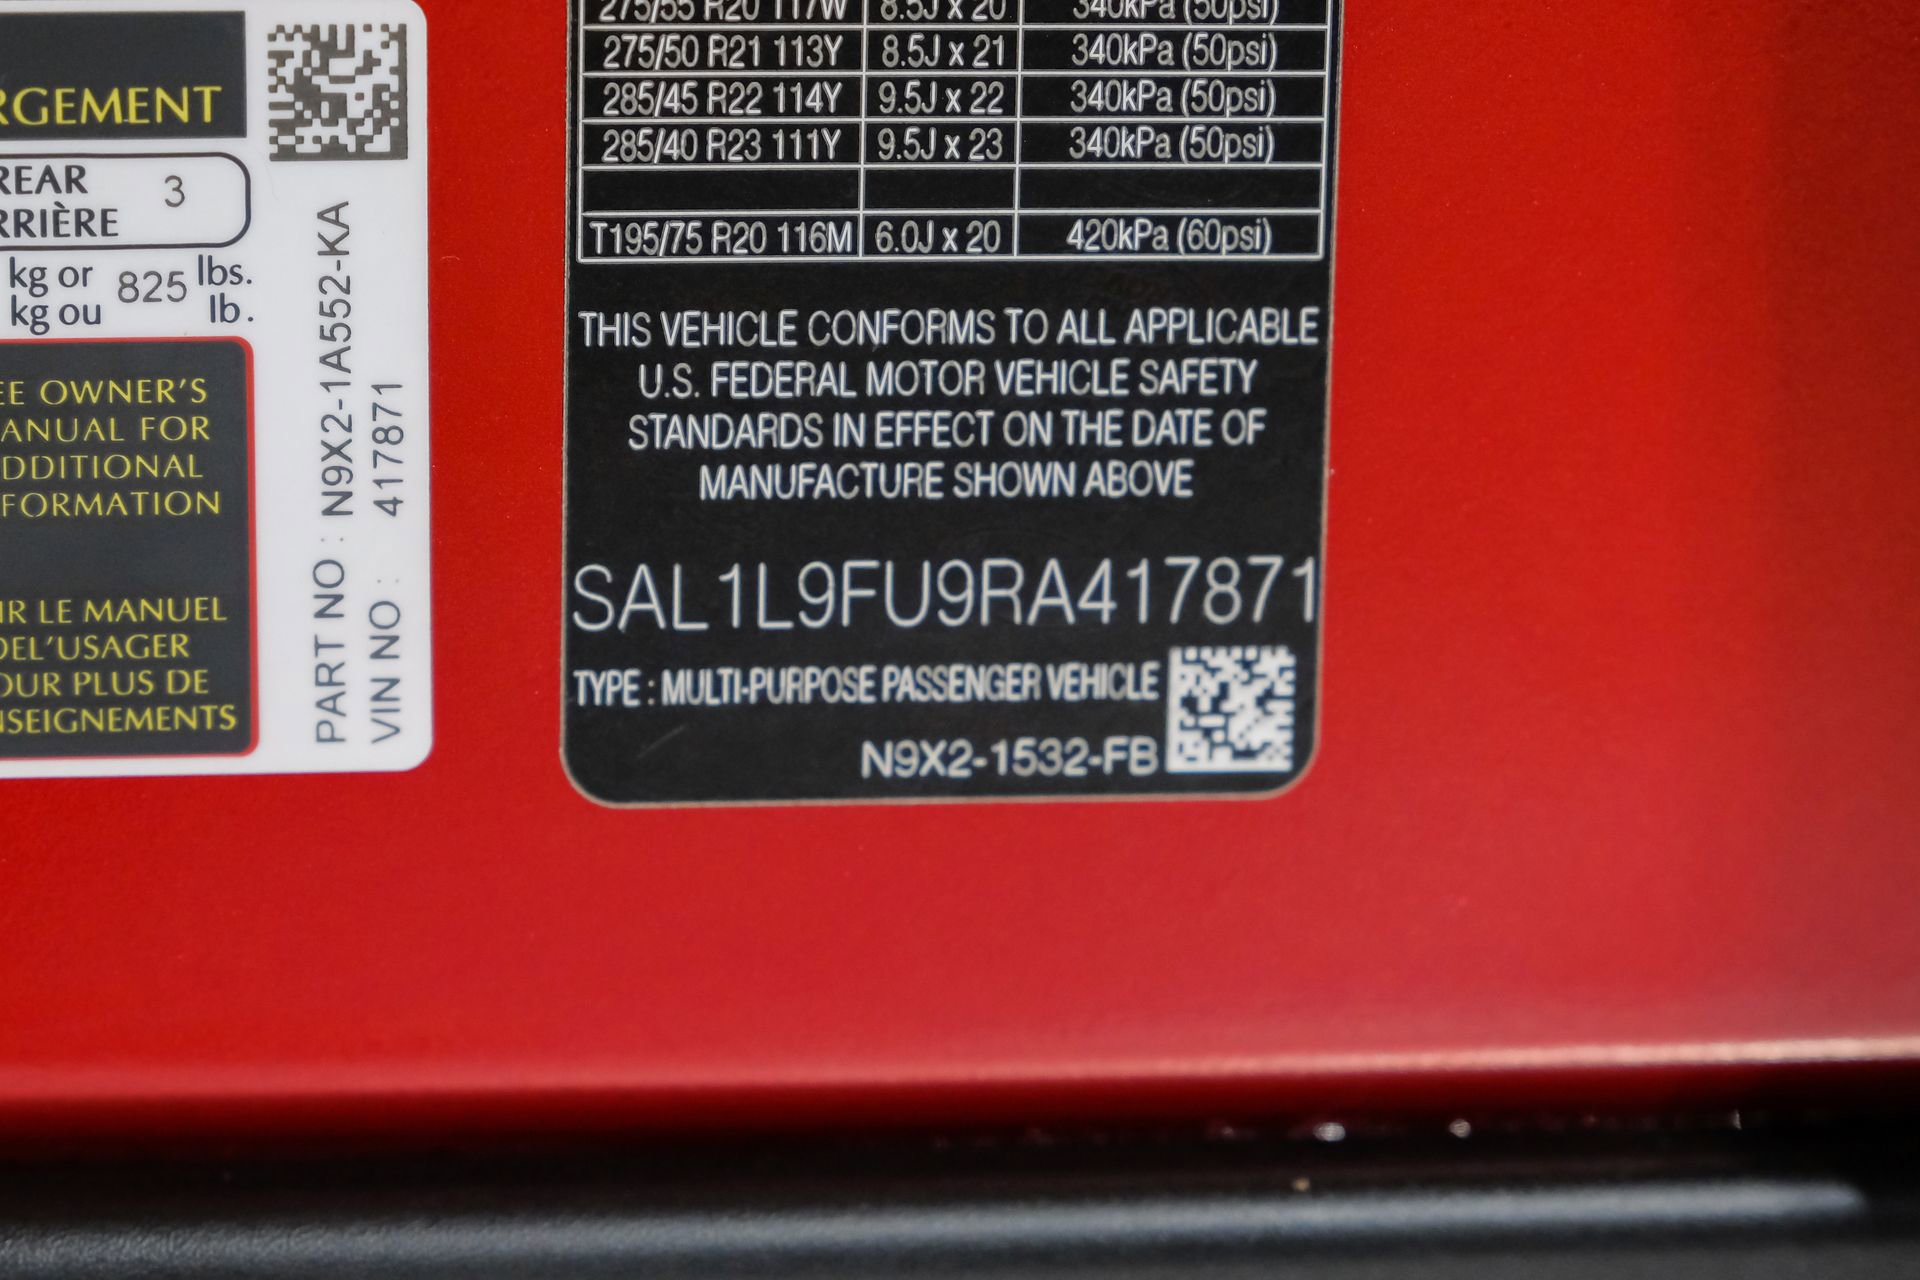 RGEMENT
REAR 3
RRIÈRE
kg or 825 lbs.
kg ou lb.
EE OWNER'S
ANUAL FOR
DDITIONAL
FORMATION
IR LE MANUEL
DEL'USAGER
OUR PLUS DE
NSEIGNEMENTS
PART NO : N9X2-1A552-KA
VIN NO : 417871
275/55 R20 117W 8.5J x 20 340kPa (50psi)
275/50 R21 113Y 8.5J x 21 340kPa (50psi)
285/45 R22 114Y 9.5J x 22 340kPa (50psi)
285/40 R23 111Y 9.5J x 23 340kPa (50psi)
T195/75 R20 116M 6.0J x 20 420kPa (60psi)
THIS VEHICLE CONFORMS TO ALL APPLICABLE
U.S. FEDERAL MOTOR VEHICLE SAFETY
STANDARDS IN EFFECT ON THE DATE OF
MANUFACTURE SHOWN ABOVE
SAL1L9FU9RA417871
TYPE : MULTI-PURPOSE PASSENGER VEHICLE
N9X2-1532-FB